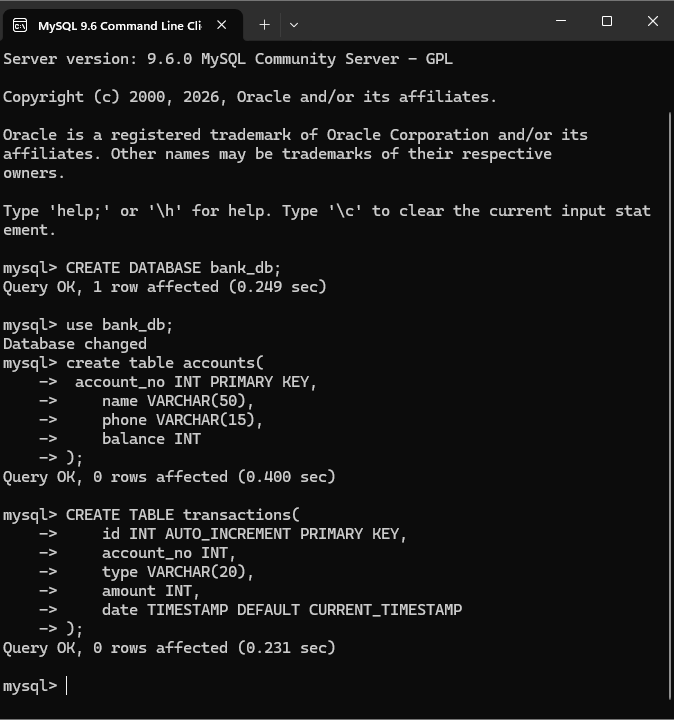 MySQL 9.6 Command Line Cli
Server version: 9.6.0 MySQL Community Server - GPL
Copyright (c) 2000, 2026, Oracle and/or its affiliates.
Oracle is a registered trademark of Oracle Corporation and/or its
affiliates. Other names may be trademarks of their respective
owners.
Type 'help;' or '\h' for help. Type '\c' to clear the current input stat
ement.
mysql> CREATE DATABASE bank_db;
Query OK, 1 row affected (0.249 sec)
mysql> use bank_db;
Database changed
mysql> create table accounts(
    ->  account_no INT PRIMARY KEY,
    ->     name VARCHAR(50),
    ->     phone VARCHAR(15),
    ->     balance INT
    -> );
Query OK, 0 rows affected (0.400 sec)
mysql> CREATE TABLE transactions(
    ->     id INT AUTO_INCREMENT PRIMARY KEY,
    ->     account_no INT,
    ->     type VARCHAR(20),
    ->     amount INT,
    ->     date TIMESTAMP DEFAULT CURRENT_TIMESTAMP
    -> );
Query OK, 0 rows affected (0.231 sec)
mysql>